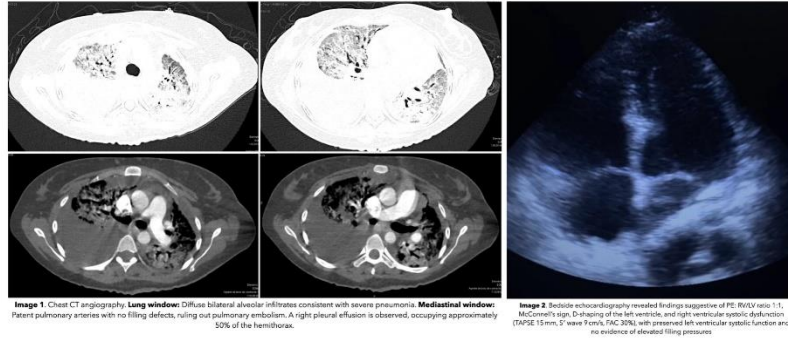 Image 1. Chest CT angiography. Lung window: Diffuse bilateral alveolar infiltrates consistent with severe pneumonia. Mediastinal window:
Patent pulmonary arteries with no filling defects, ruling out pulmonary embolism. A right pleural effusion is observed, occupying approximately
50% of the hemithorax.
Image 2. Bedside echocardiography revealed findings suggestive of PE: RV/LV ratio 1:1,
McConnell's sign, D-shaping of the left ventricle, and right ventricular systolic dysfunction
(TAPSE 15 mm, S' wave 9 cm/s, FAC 30%), with preserved left ventricular systolic function and
no evidence of elevated filling pressures